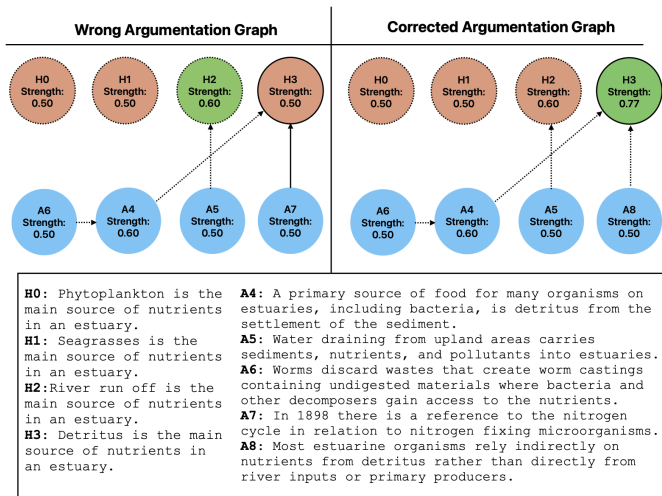 Wrong Argumentation Graph
Corrected Argumentation Graph
H0
Strength:
0.50
H1
Strength:
0.50
H2
Strength:
0.60
H3
Strength:
0.50
H0
Strength:
0.50
H1
Strength:
0.50
H2
Strength:
0.60
H3
Strength:
0.77
A6
Strength:
0.50
A4
Strength:
0.60
A5
Strength:
0.50
A7
Strength:
0.50
A6
Strength:
0.50
A4
Strength:
0.60
A5
Strength:
0.50
A8
Strength:
0.50
H0: Phytoplankton is the
main source of nutrients
in an estuary.
H1: Seagrasses is the
main source of nutrients
in an estuary.
H2:River run off is the
main source of nutrients
in an estuary.
H3: Detritus is the main
source of nutrients in
an estuary.
A4: A primary source of food for many organisms on
estuaries, including bacteria, is detritus from the
settlement of the sediment.
A5: Water draining from upland areas carries
sediments, nutrients, and pollutants into estuaries.
A6: Worms discard wastes that create worm castings
containing undigested materials where bacteria and
other decomposers gain access to the nutrients.
A7: In 1898 there is a reference to the nitrogen
cycle in relation to nitrogen fixing microorganisms.
A8: Most estuarine organisms rely indirectly on
nutrients from detritus rather than directly from
river inputs or primary producers.